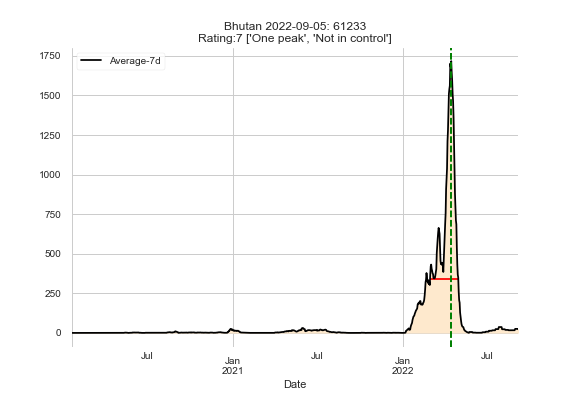 Bhutan 2022-09-05: 61233
Rating:7 ['One peak', 'Not in control']
Average-7d
1750
1500
1250
1000
750
500
250
0
Jul
Jan
2021
Jul
Jan
2022
Jul
Date